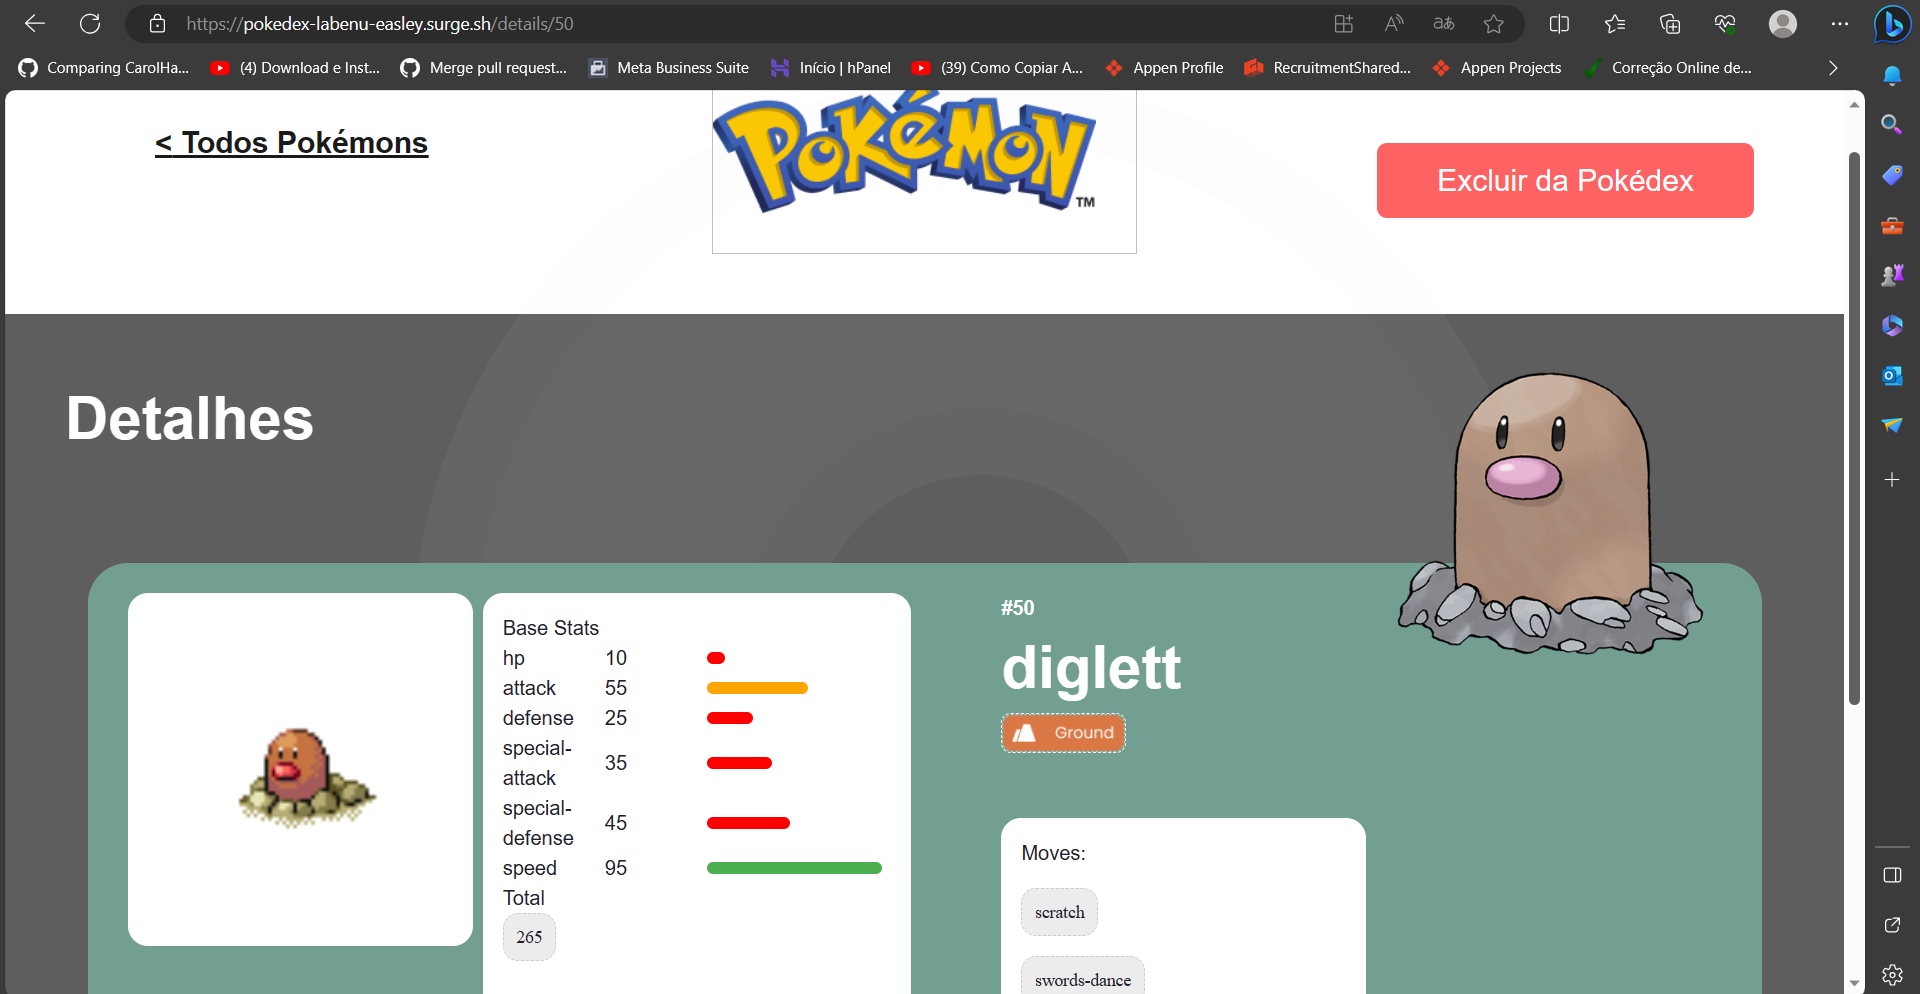 https://pokedex-labenu-easley.surge.sh/details/50
Comparing CarolHa...
(4) Download e Inst...
Merge pull request...
Meta Business Suite
Início | hPanel
(39) Como Copiar A...
Appen Profile
RecruitmentShared...
Appen Projects
Correção Online de...
< Todos Pokémons
POKéMON
TM
Excluir da Pokédex
Detalhes
Base Stats
hp 10
attack 55
defense 25
special-
attack 35
special-
defense 45
speed 95
Total
265
#50
diglett
Ground
Moves:
scratch
swords-dance